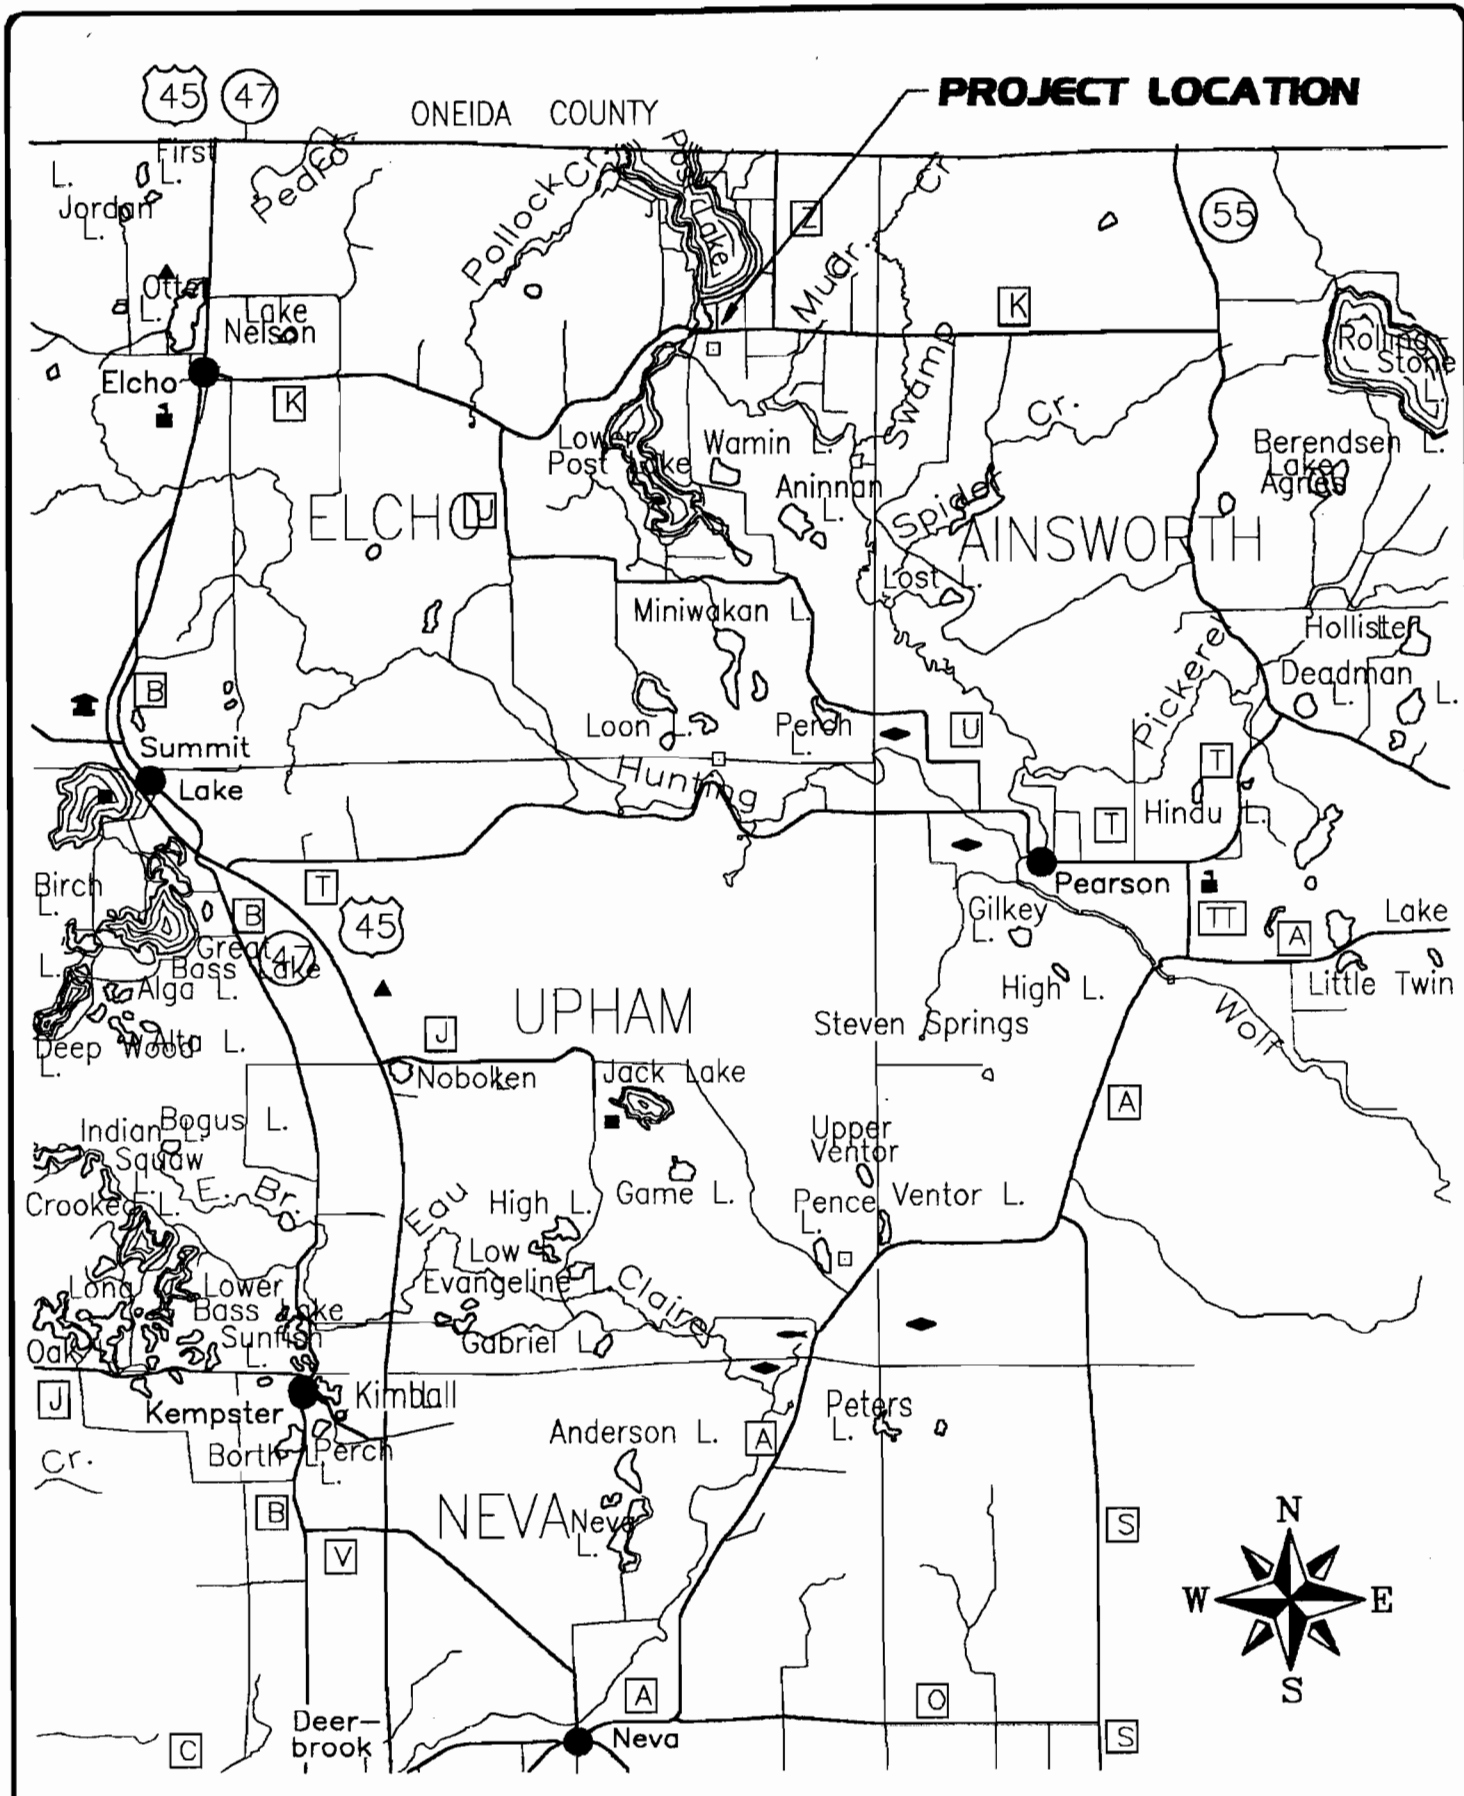 PROJECT LOCATION
45
47
ONEIDA COUNTY
First
L.
L.
Jordan
L.
Pollock Cr.
Lake
Z
Cr.
Mudr.
55
Otter
L.
Lake
Nelson
K
Rolling
Stone
L.
Elcho
K
Swamp
Cr.
Lower
Post Lake
Wamin L.
Berendsen L.
Lake
Agnes
Aninnan
L.
Spider
ELCHO
U
AINSWORTH
Lost L.
Miniwakan L.
Hollister L.
Pickerel
Deadman
L.
L.
B
Loon L.
Perch
L.
U
Summit
Lake
Hunting
T
Hindu L.
T
Birch
L.
T
B
45
Pearson
Gilkey
L.
TT
A
Lake
Great
Bass Lake
47
L.
Alga L.
High L.
Little Twin
UPHAM
Steven Springs
Wolf
Deep Wood
L.
Alta L.
J
Noboken
L.
Jack Lake
A
Bogus L.
Indian L.
Squaw
L.
Upper
Ventor
E. Br.
Crooked L.
Eau
High L.
Game L.
Pence
L.
Ventor L.
Low
Evangeline
Long
Lower
Bass Lake
Claire
Sunfish
L.
Oak
Gabriel L.
J
Kempster
Kimball
L.
Peters
L.
Anderson L.
A
Borth L.
Perch
L.
Cr.
B
NEVA
Neva
L.
S
V
N
W
E
S
A
O
Deer-
brook
Neva
C
S